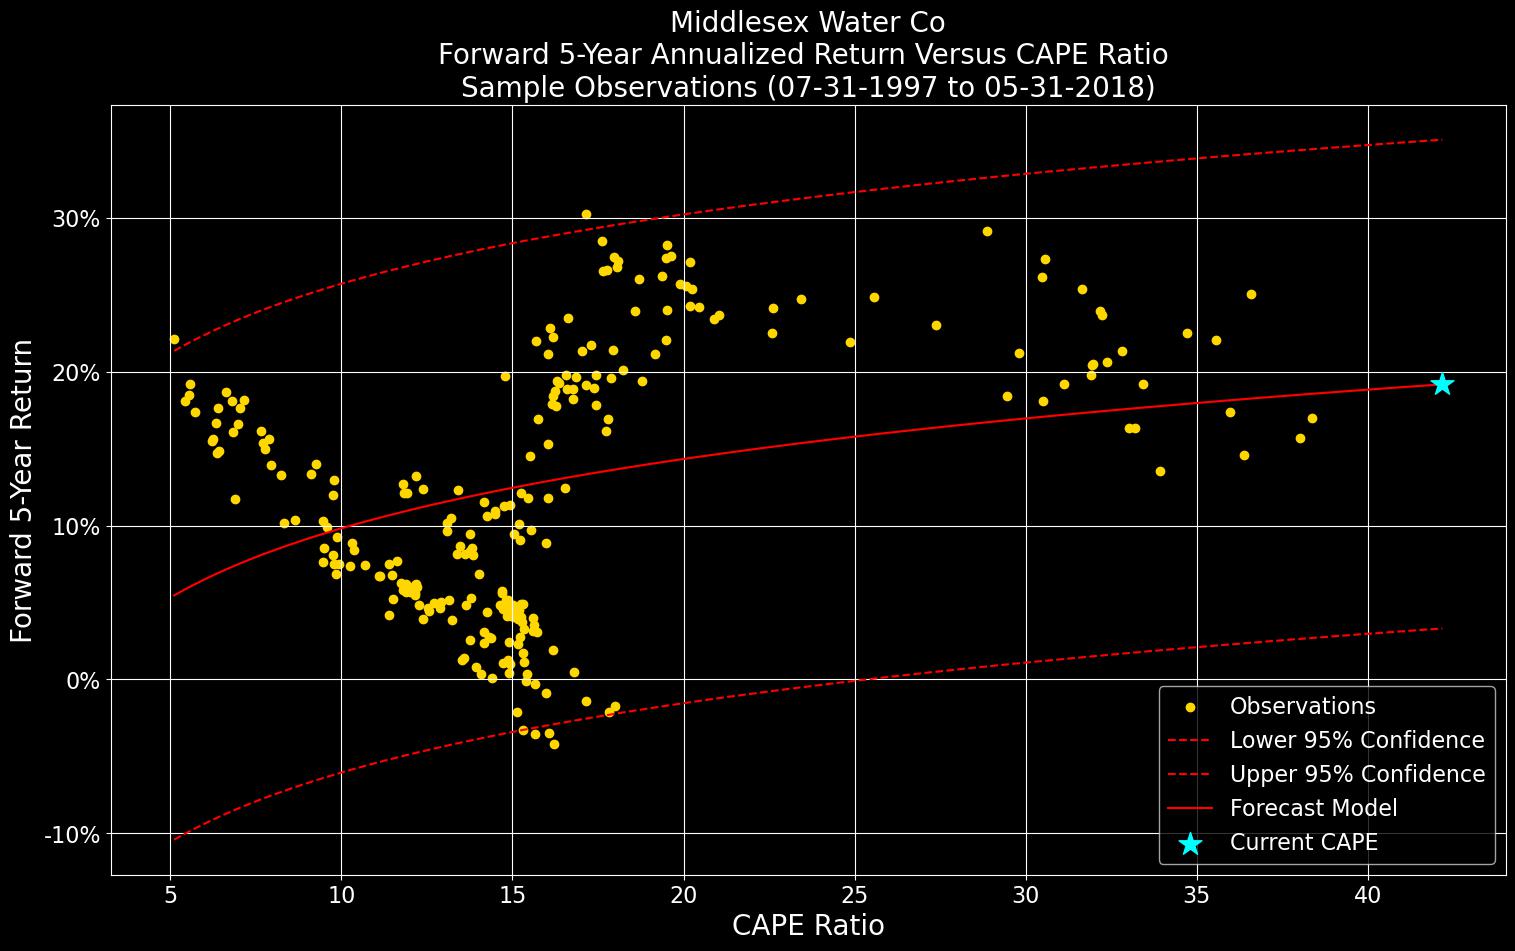 Middlesex Water Co
Forward 5-Year Annualized Return Versus CAPE Ratio
Sample Observations (07-31-1997 to 05-31-2018)
Forward 5-Year Return
30%
20%
10%
0%
-10%
Observations
Lower 95% Confidence
Upper 95% Confidence
Forecast Model
Current CAPE
5 10 15 20 25 30 35 40
CAPE Ratio